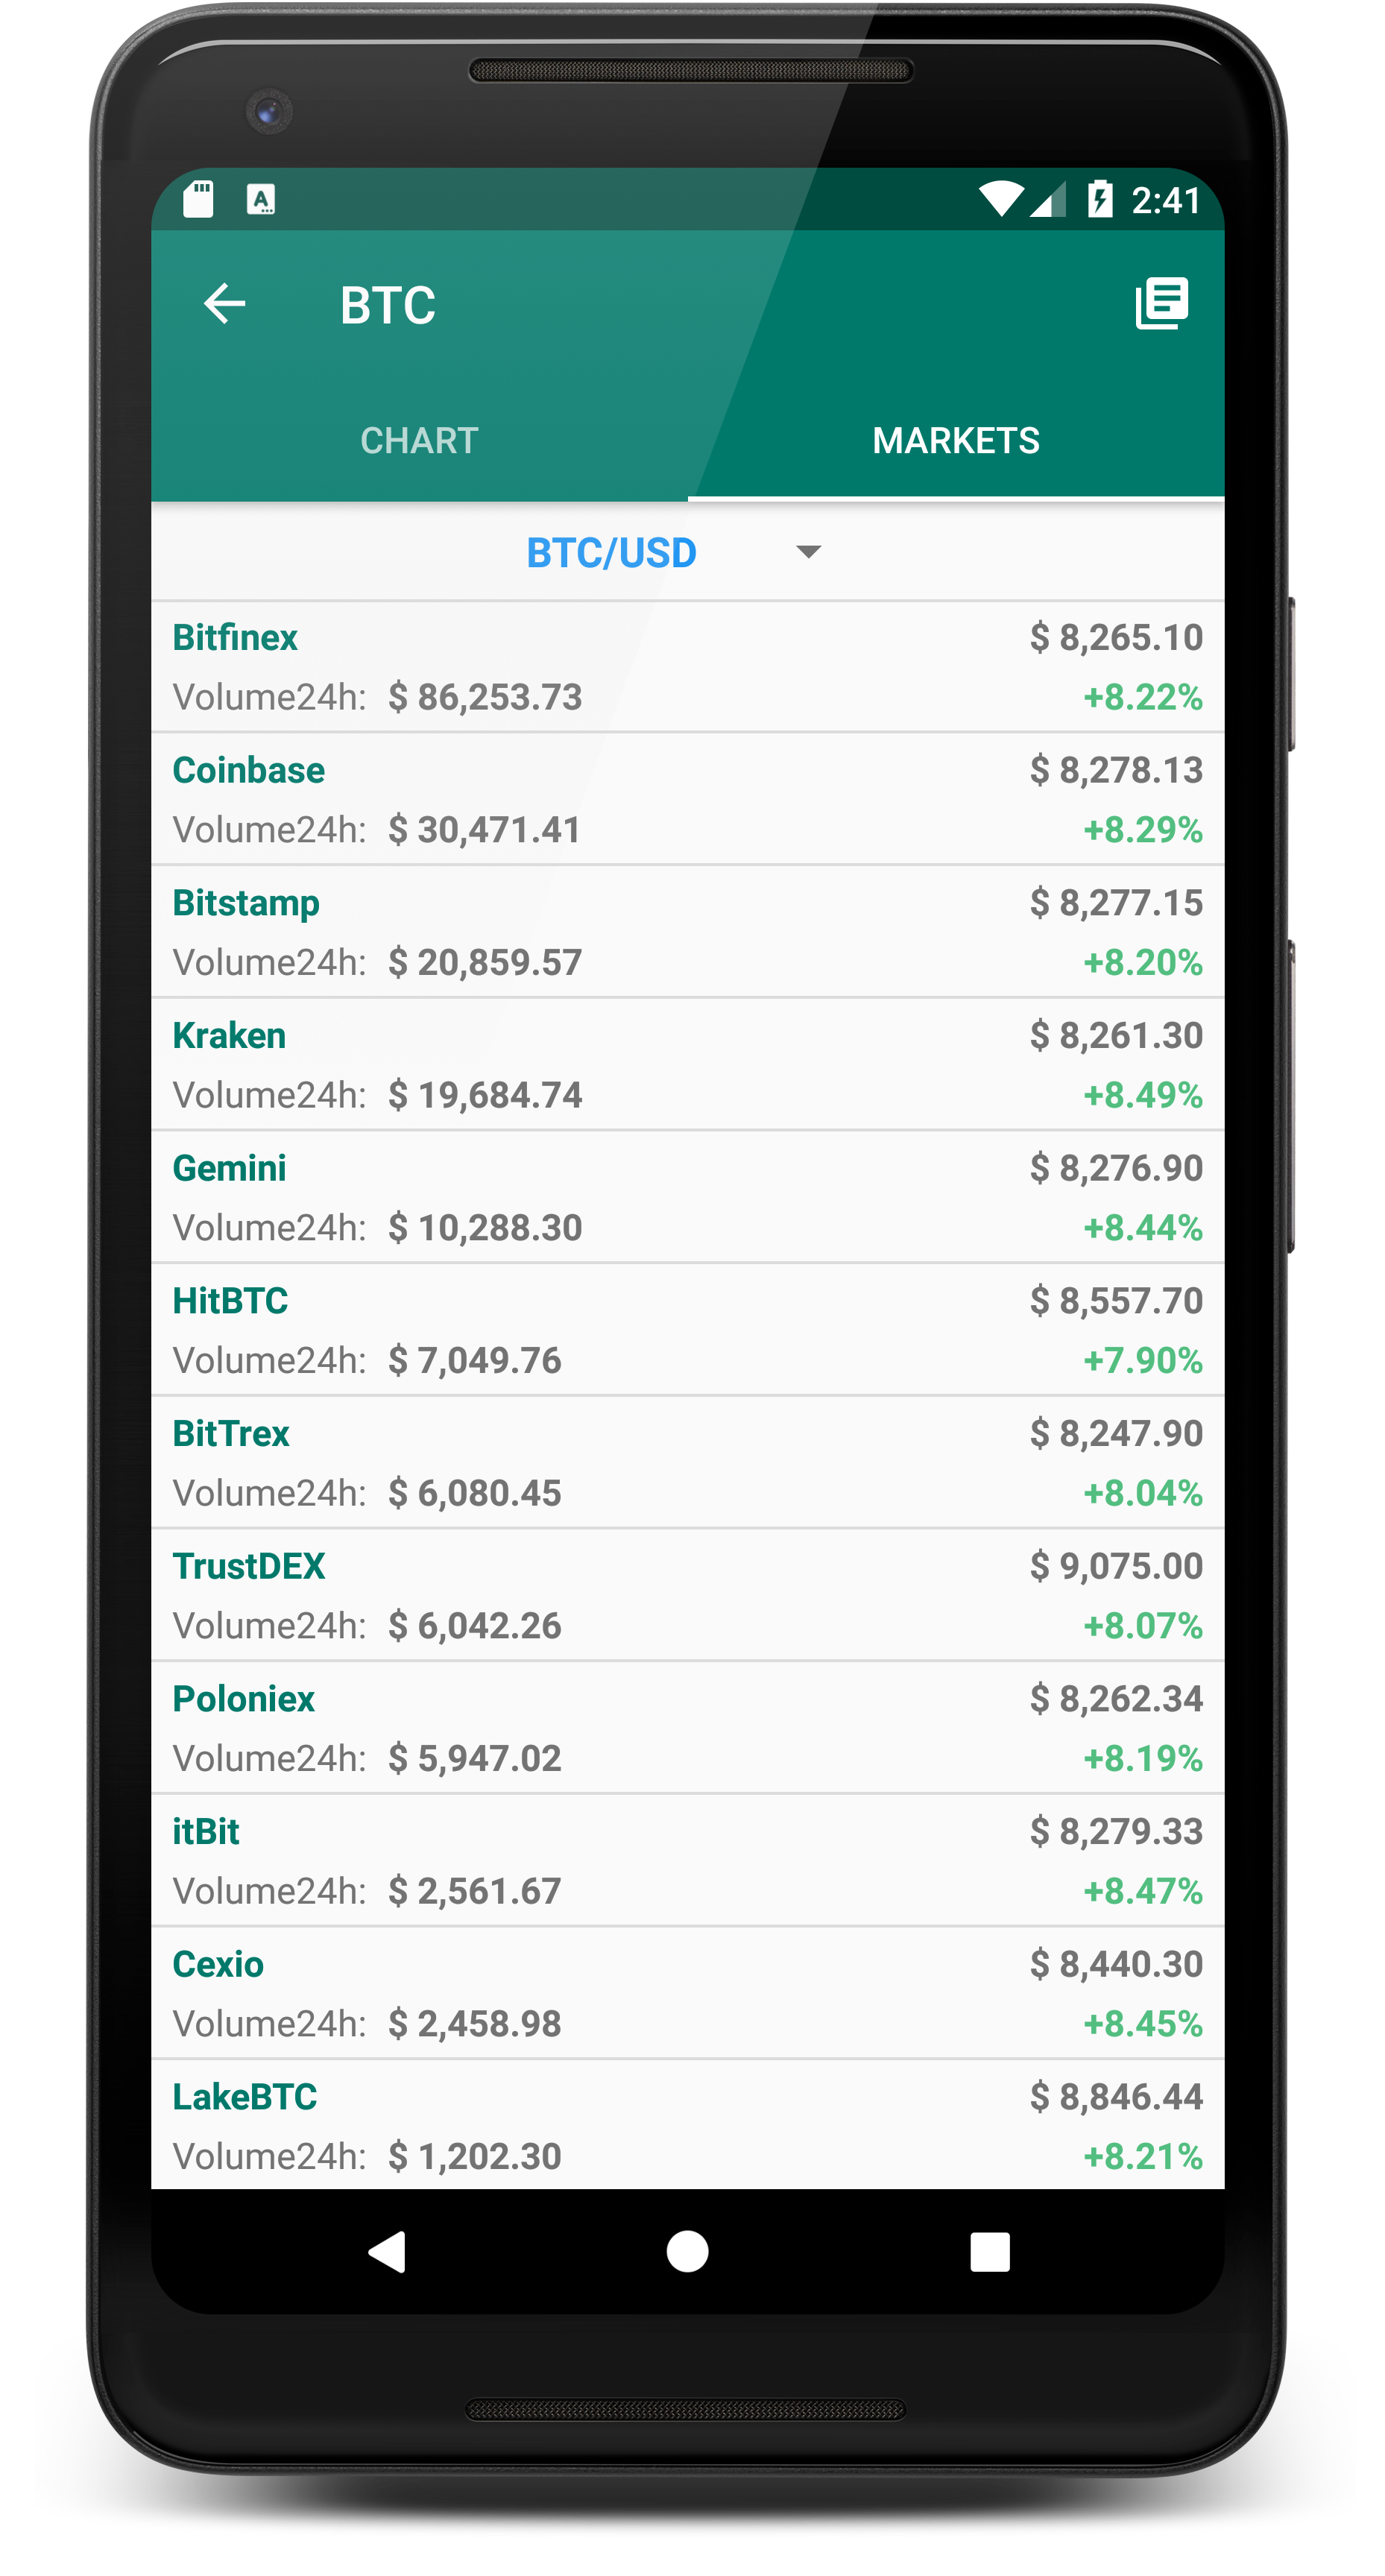 2:41
BTC
CHART MARKETS
BTC/USD
Bitfinex $ 8,265.10
Volume24h: $ 86,253.73 +8.22%
Coinbase $ 8,278.13
Volume24h: $ 30,471.41 +8.29%
Bitstamp $ 8,277.15
Volume24h: $ 20,859.57 +8.20%
Kraken $ 8,261.30
Volume24h: $ 19,684.74 +8.49%
Gemini $ 8,276.90
Volume24h: $ 10,288.30 +8.44%
HitBTC $ 8,557.70
Volume24h: $ 7,049.76 +7.90%
BitTrex $ 8,247.90
Volume24h: $ 6,080.45 +8.04%
TrustDEX $ 9,075.00
Volume24h: $ 6,042.26 +8.07%
Poloniex $ 8,262.34
Volume24h: $ 5,947.02 +8.19%
itBit $ 8,279.33
Volume24h: $ 2,561.67 +8.47%
Cexio $ 8,440.30
Volume24h: $ 2,458.98 +8.45%
LakeBTC $ 8,846.44
Volume24h: $ 1,202.30 +8.21%